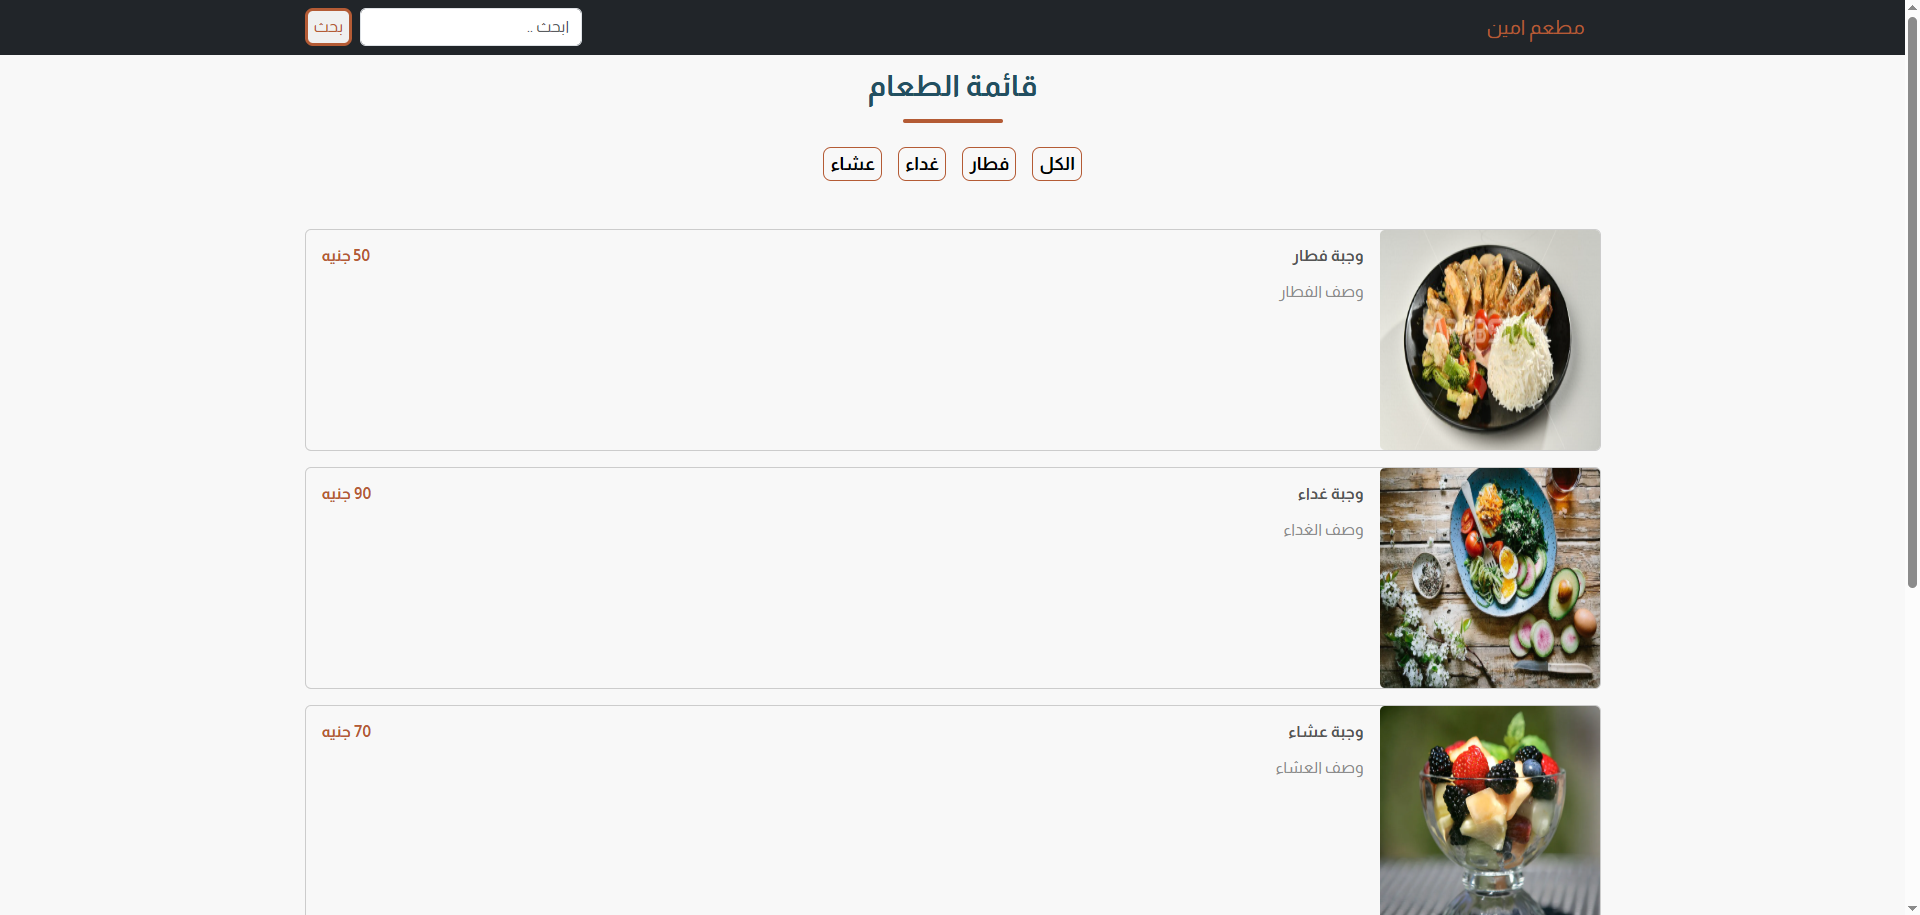 مطعم امين
ابحث ..
بحث
قائمة الطعام
الكل
فطار
غداء
عشاء
وجبة فطار
50 جنيه
وصف الفطار
وجبة غداء
90 جنيه
وصف الغداء
وجبة عشاء
70 جنيه
وصف العشاء